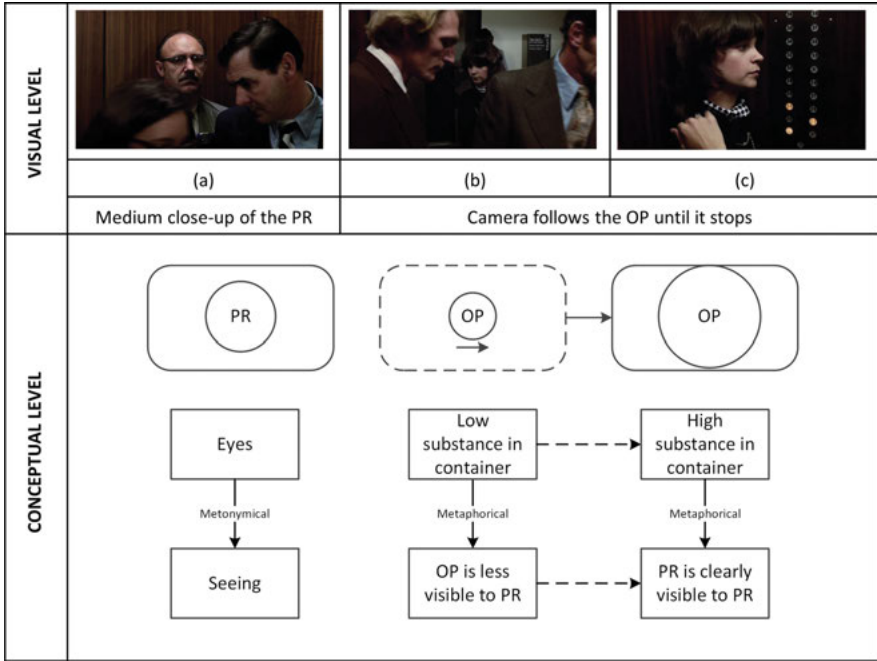 VISUAL LEVEL
(a)
(b)
(c)
Medium close-up of the PR
Camera follows the OP until it stops
CONCEPTUAL LEVEL
PR
OP
OP
Eyes
Low
substance in
container
High
substance in
container
Metonymical
Metaphorical
Metaphorical
Seeing
OP is less
visible to PR
PR is clearly
visible to PR